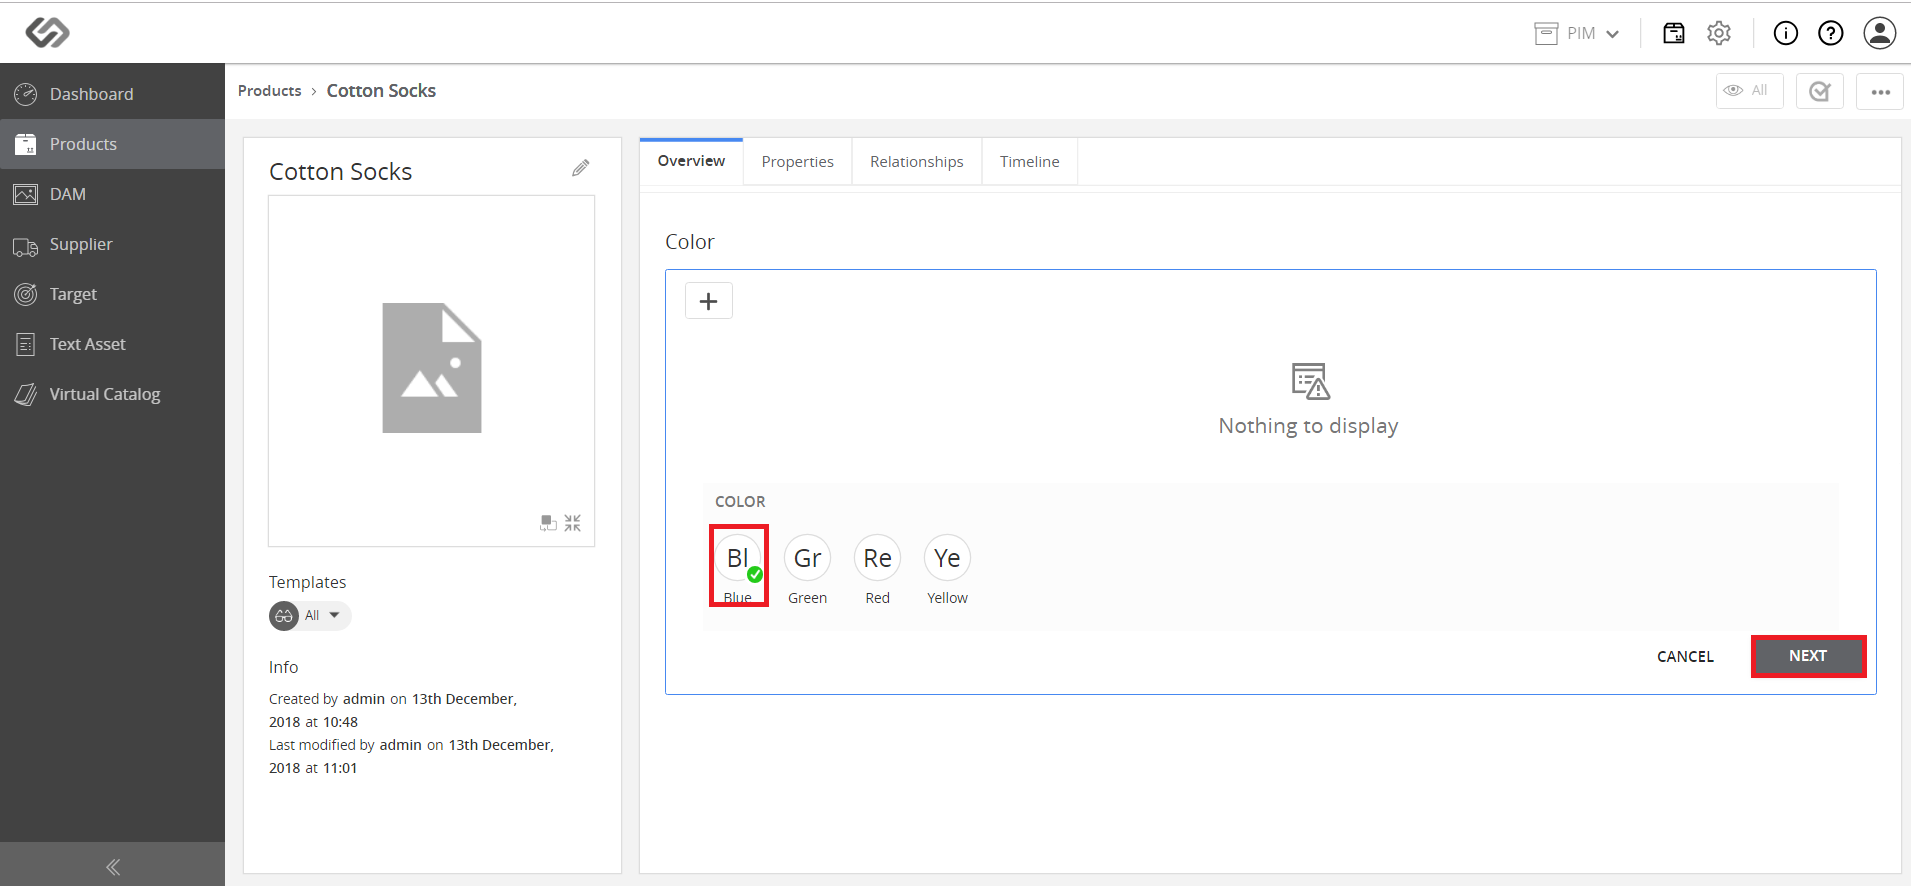 PIM
Dashboard
Products
DAM
Supplier
Target
Text Asset
Virtual Catalog
Products › Cotton Socks
All
Cotton Socks
Templates
All
Info
Created by admin on 13th December,
2018 at 10:48
Last modified by admin on 13th December,
2018 at 11:01
Overview
Properties
Relationships
Timeline
Color
Nothing to display
COLOR
Bl
Gr
Re
Ye
Blue
Green
Red
Yellow
CANCEL
NEXT